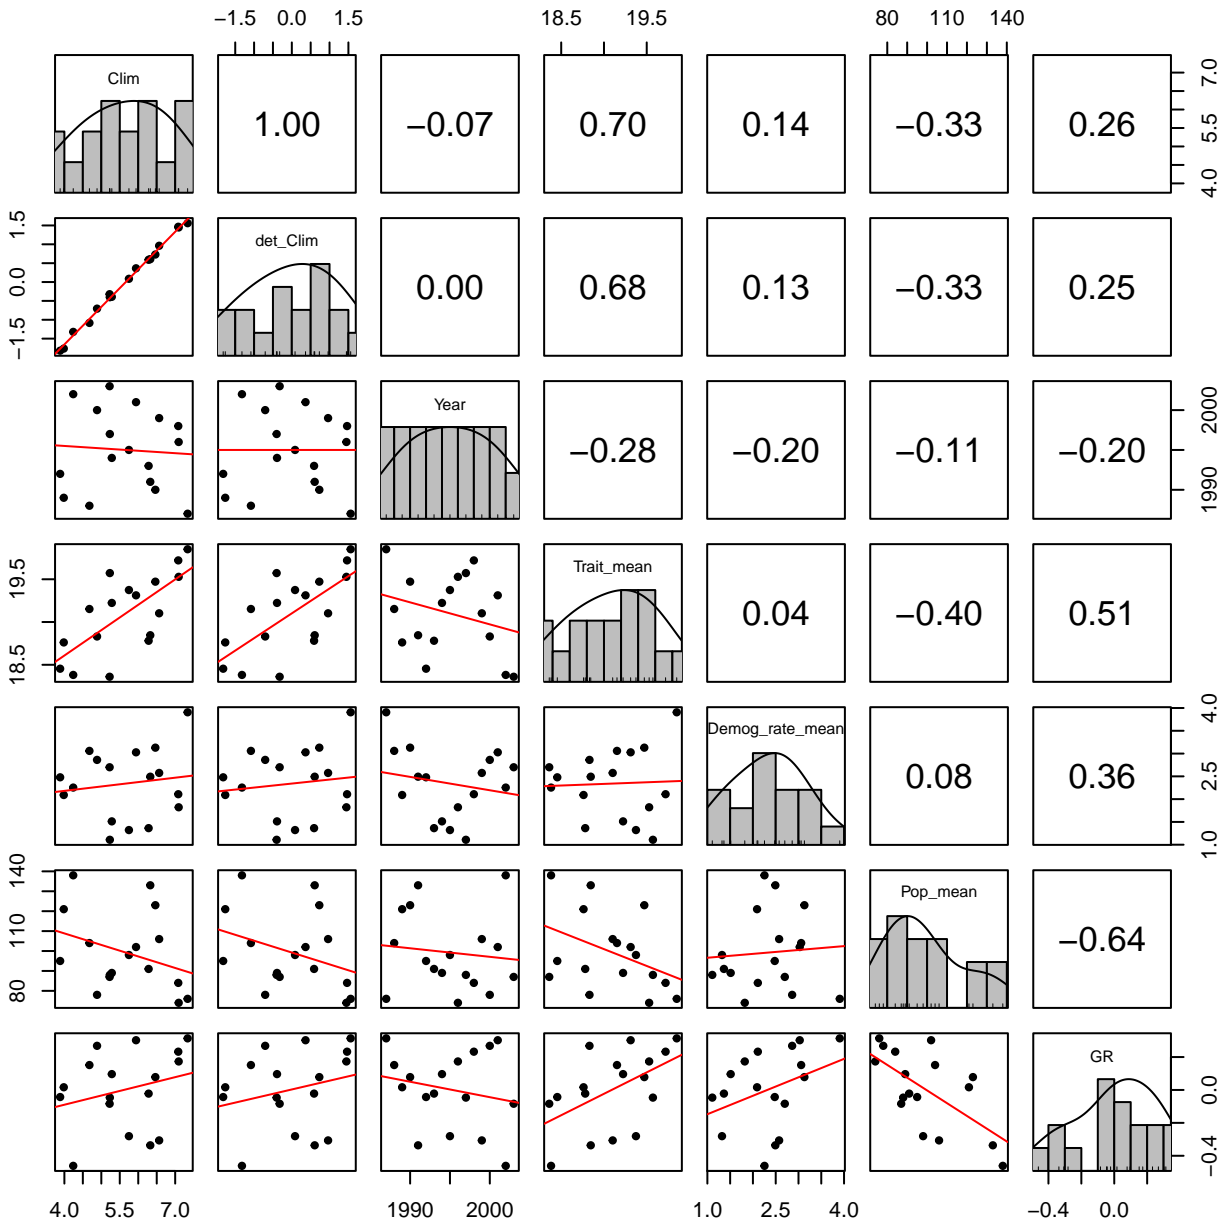 −1.5 0.0 1.5 18.5 19.5 80 110 140
Clim 1.00 −0.07 0.70 0.14 −0.33 0.26
4.0 5.5 7.0
−1.5 0.0 1.5
det_Clim 0.00 0.68 0.13 −0.33 0.25
Year −0.28 −0.20 −0.11 −0.20
1990 2000
18.5 19.5
Trait_mean 0.04 −0.40 0.51
Demog_rate_mean 0.08 0.36
1.0 2.5 4.0
80 110 140
Pop_mean −0.64
GR
−0.4 0.0
4.0 5.5 7.0 1990 2000 1.0 2.5 4.0 −0.4 0.0